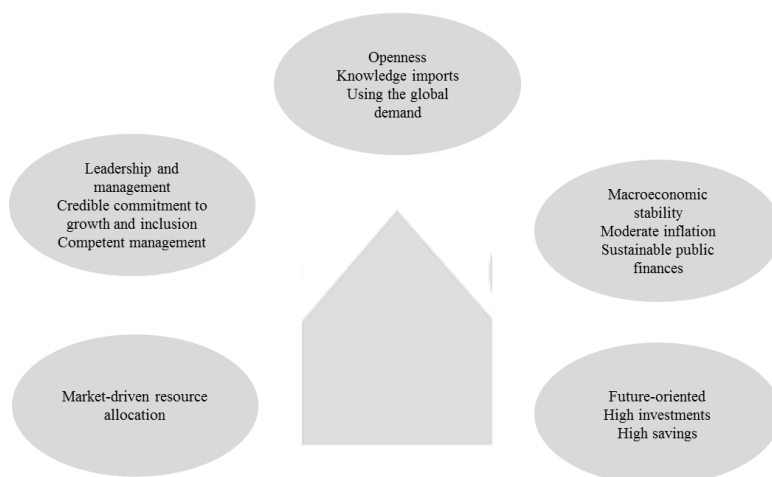 Openness
Knowledge imports
Using the global
demand
Leadership and
management
Credible commitment to
growth and inclusion
Competent management
Macroeconomic
stability
Moderate inflation
Sustainable public
finances
Market-driven resource
allocation
Future-oriented
High investments
High savings